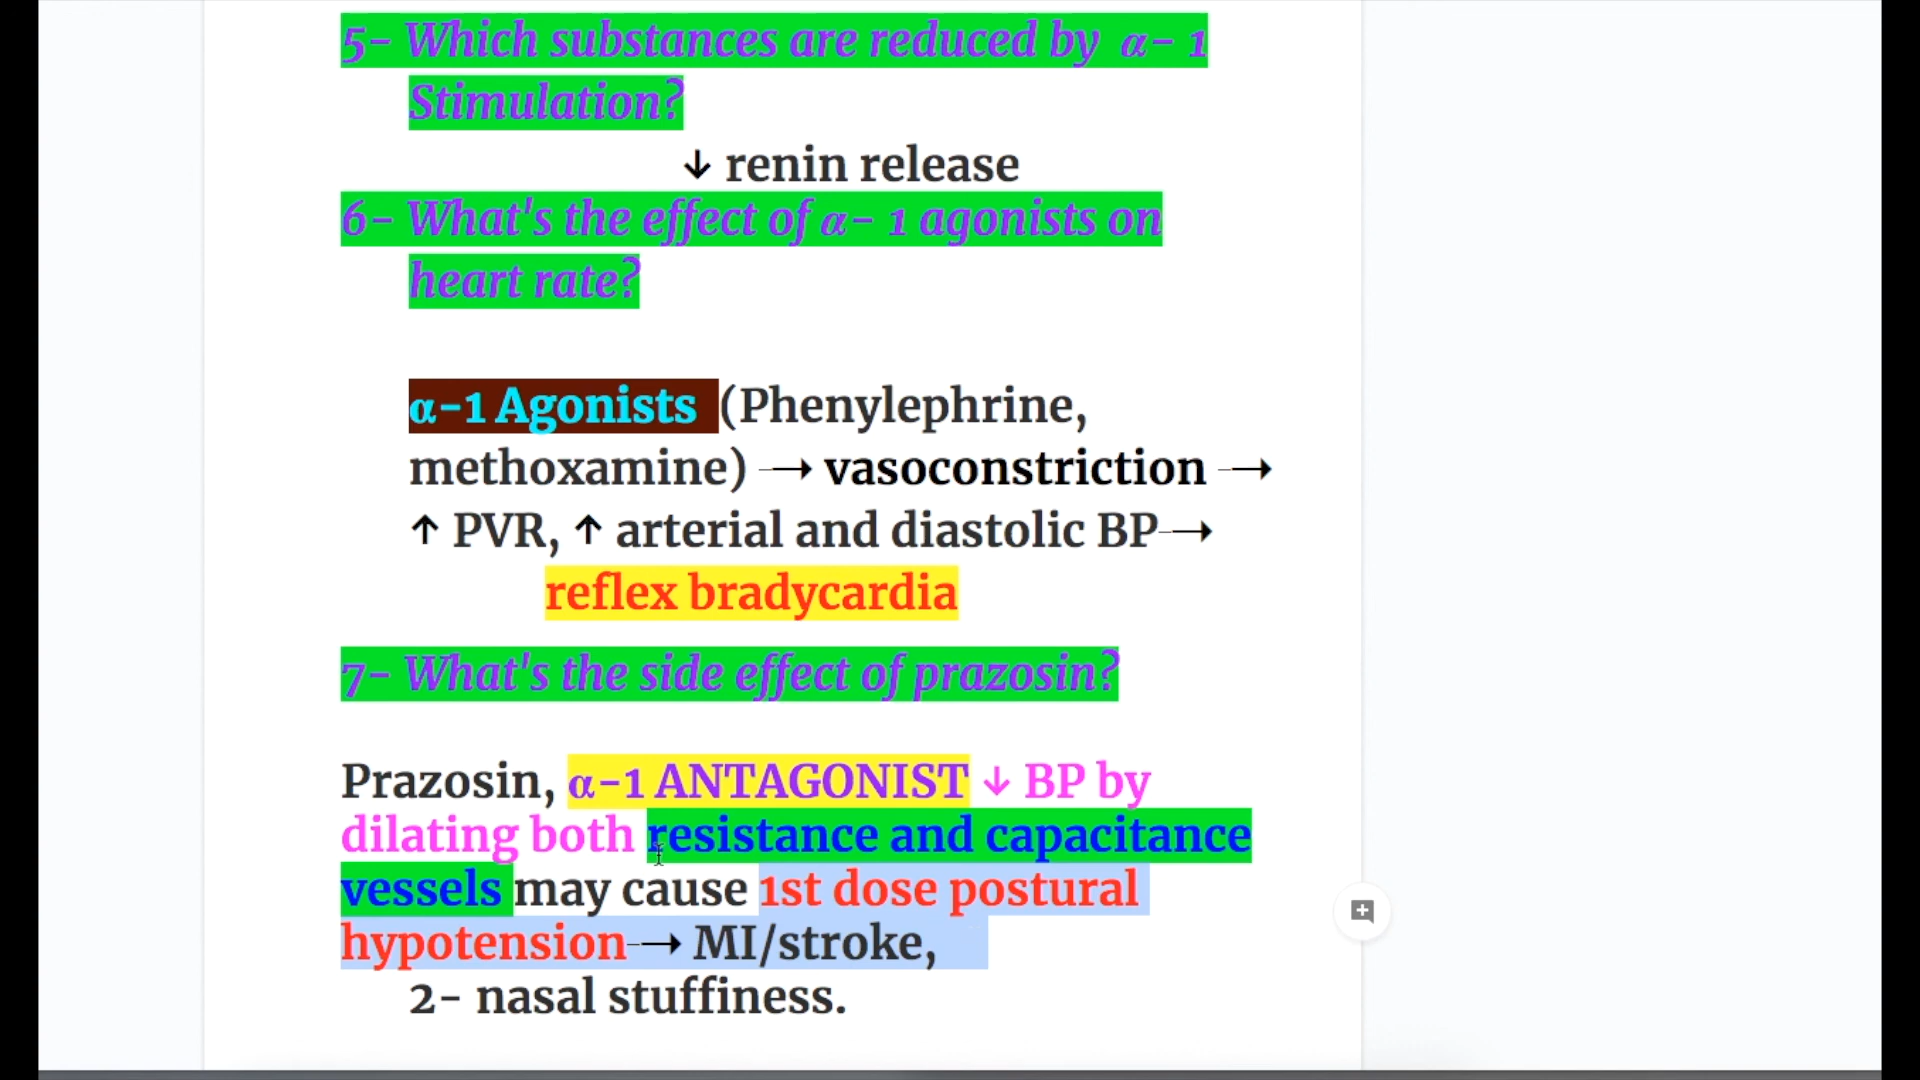 5- Which substances are reduced by α- 1
Stimulation?
↓ renin release
6- What's the effect of α- 1 agonists on
heart rate?
α-1 Agonists (Phenylephrine,
methoxamine) → vasoconstriction →
↑ PVR, ↑ arterial and diastolic BP→
reflex bradycardia
7- What's the side effect of prazosin?
Prazosin, α-1 ANTAGONIST ↓ BP by
dilating both resistance and capacitance
vessels may cause 1st dose postural
hypotension→ MI/stroke,
2- nasal stuffiness.